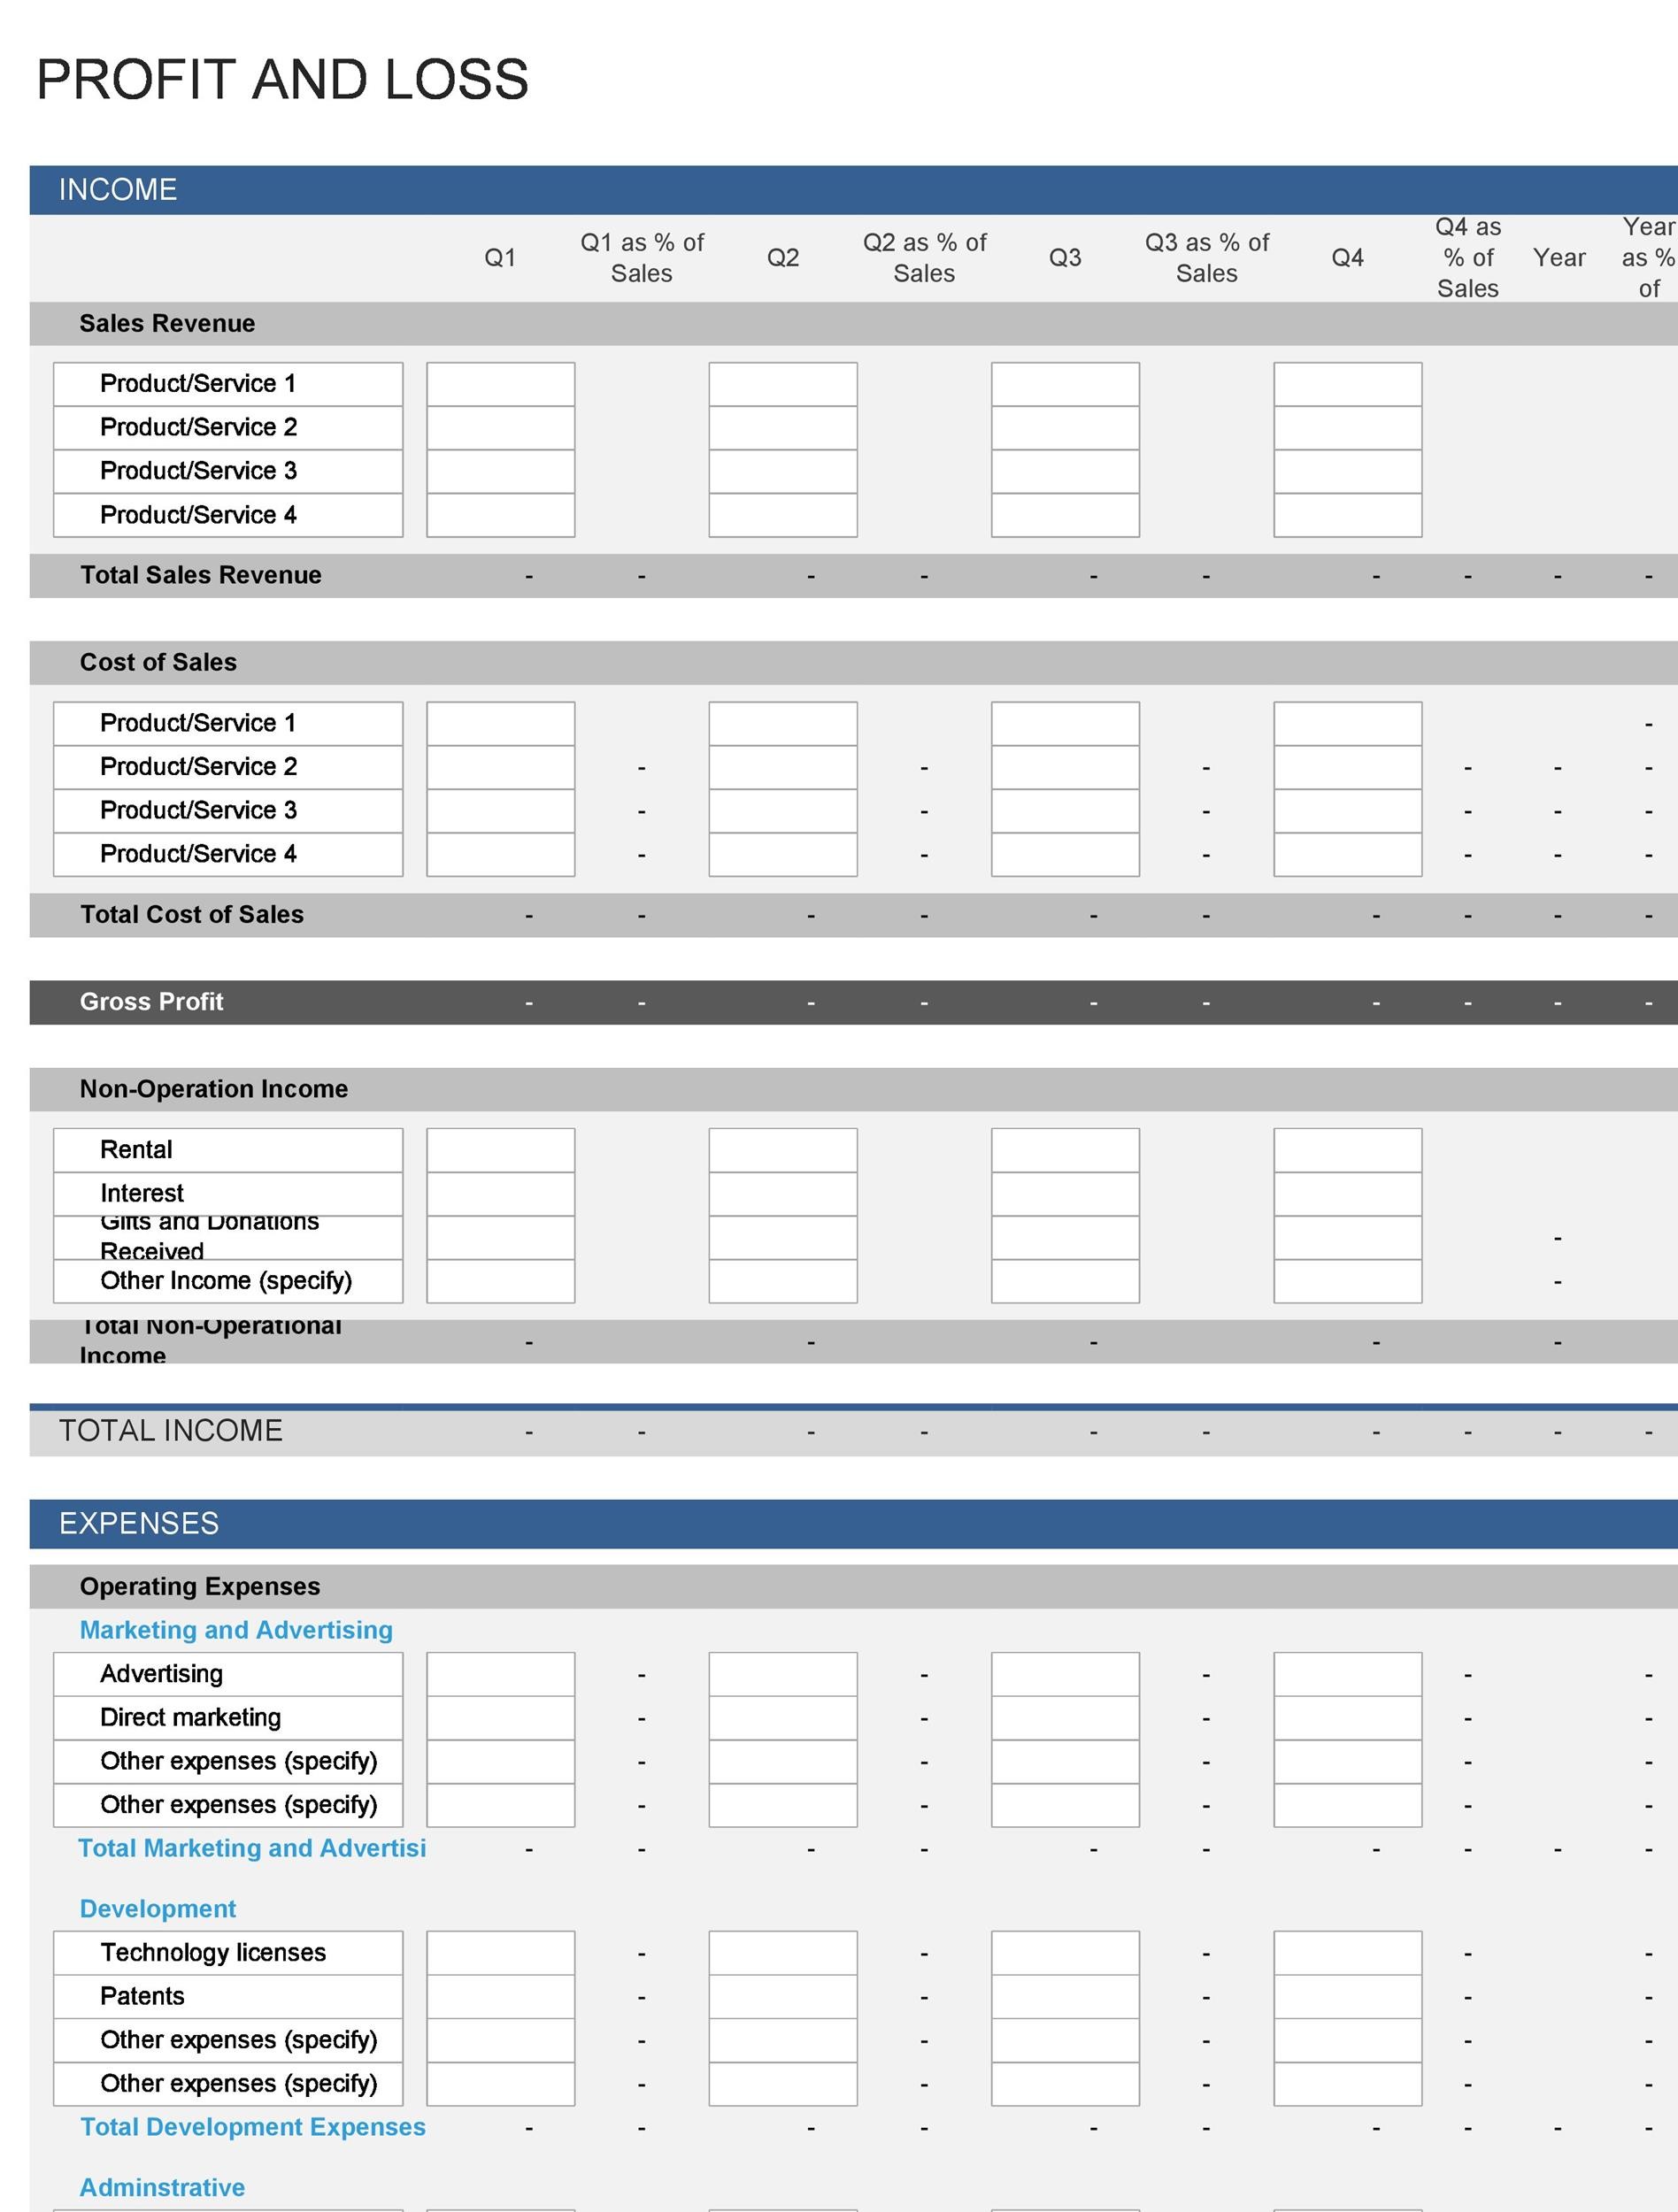 PROFIT AND LOSS
INCOME
Q1 Q1 as % of Sales Q2 Q2 as % of Sales Q3 Q3 as % of Sales Q4 Q4 as % of Sales Year Year as % of
Sales Revenue
Product/Service 1
Product/Service 2
Product/Service 3
Product/Service 4
Total Sales Revenue - - - - - - - - - -
Cost of Sales
Product/Service 1 -
Product/Service 2 - - - - - -
Product/Service 3 - - - - - -
Product/Service 4 - - - - - -
Total Cost of Sales - - - - - - - - - -
Gross Profit - - - - - - - - - -
Non-Operation Income
Rental
Interest
Gifts and Donations
Received -
Other Income (specify) -
Total Non-Operational
Income - - - - -
TOTAL INCOME - - - - - - - - - -
EXPENSES
Operating Expenses
Marketing and Advertising
Advertising - - - - -
Direct marketing - - - - -
Other expenses (specify) - - - - -
Other expenses (specify) - - - - -
Total Marketing and Advertisi - - - - - - - - - -
Development
Technology licenses - - - - -
Patents - - - - -
Other expenses (specify) - - - - -
Other expenses (specify) - - - - -
Total Development Expenses - - - - - - - - - -
Adminstrative